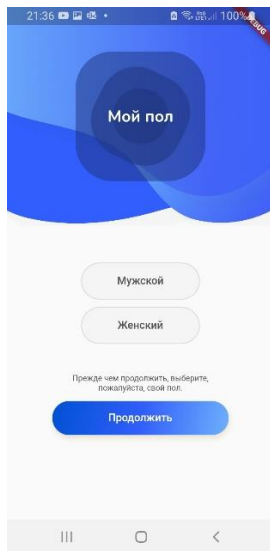 21:36
100%
DEBUG
Мой пол
Мужской
Женский
Прежде чем продолжить, выберите,
пожалуйста, свой пол.
Продолжить